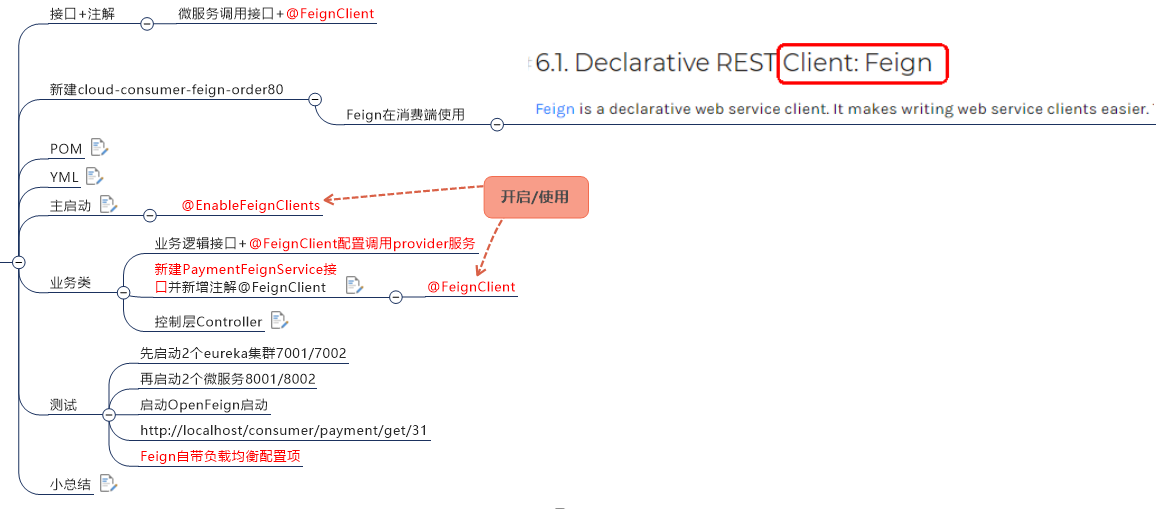 接口+注解
微服务调用接口+@FeignClient
6.1. Declarative REST Client: Feign
新建cloud-consumer-feign-order80
Feign在消费端使用
Feign is a declarative web service client. It makes writing web service clients easier.
POM
YML
主启动
@EnableFeignClients
开启/使用
业务类
业务逻辑接口+@FeignClient配置调用provider服务
新建PaymentFeignService接
口并新增注解@FeignClient
@FeignClient
控制层Controller
测试
先启动2个eureka集群7001/7002
再启动2个微服务8001/8002
启动OpenFeign启动
http://localhost/consumer/payment/get/31
Feign自带负载均衡配置项
小总结